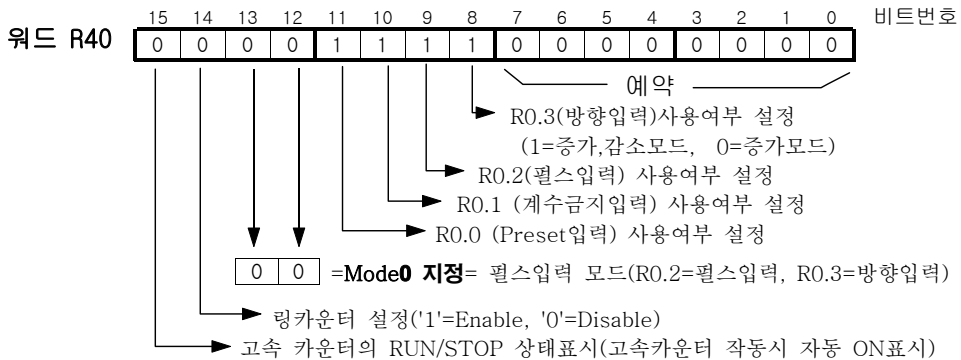 15 14 13 12 11 10 9 8 7 6 5 4 3 2 1 0 비트번호
워드 R40 0 0 0 0 1 1 1 1 0 0 0 0 0 0 0 0
예약
R0.3(방향입력)사용여부 설정
(1=증가,감소모드, 0=증가모드)
R0.2(펄스입력) 사용여부 설정
R0.1 (계수금지입력) 사용여부 설정
R0.0 (Preset입력) 사용여부 설정
0 0 =Mode0 지정= 펄스입력 모드(R0.2=펄스입력, R0.3=방향입력)
링카운터 설정('1'=Enable, '0'=Disable)
고속 카운터의 RUN/STOP 상태표시(고속카운터 작동시 자동 ON표시)